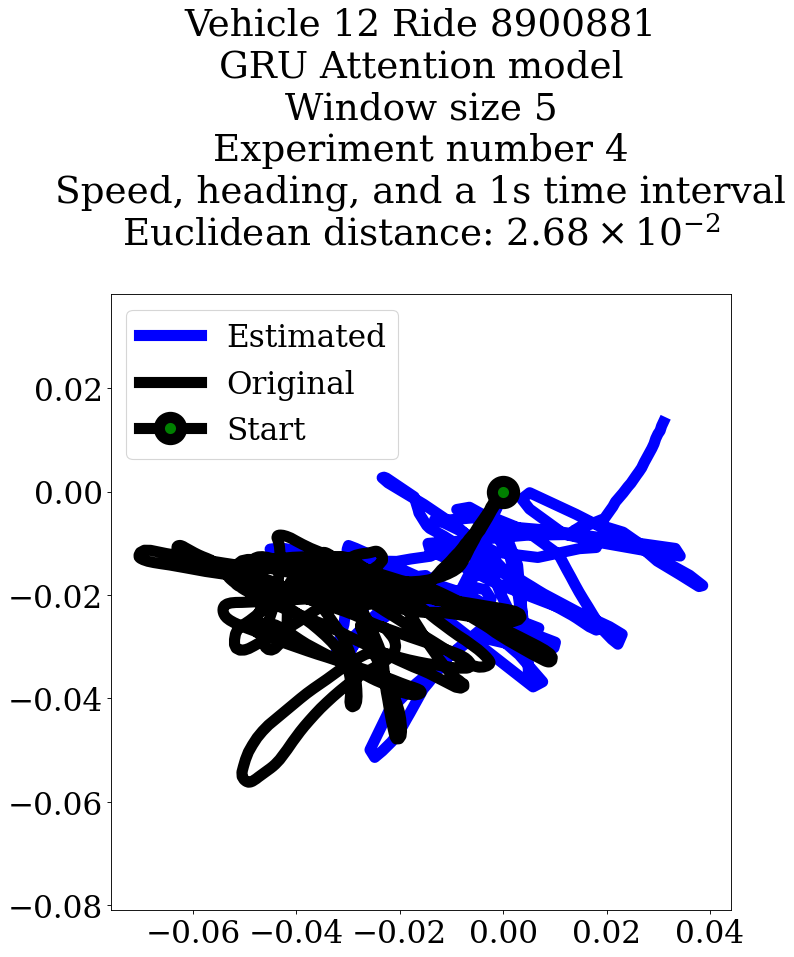 Vehicle 12 Ride 8900881
GRU Attention model
Window size 5
Experiment number 4
Speed, heading, and a 1s time interval
Euclidean distance: 2.68 × 10⁻²
Estimated
Original
Start
0.02
0.00
−0.02
−0.04
−0.06
−0.08
−0.06 −0.04 −0.02 0.00 0.02 0.04